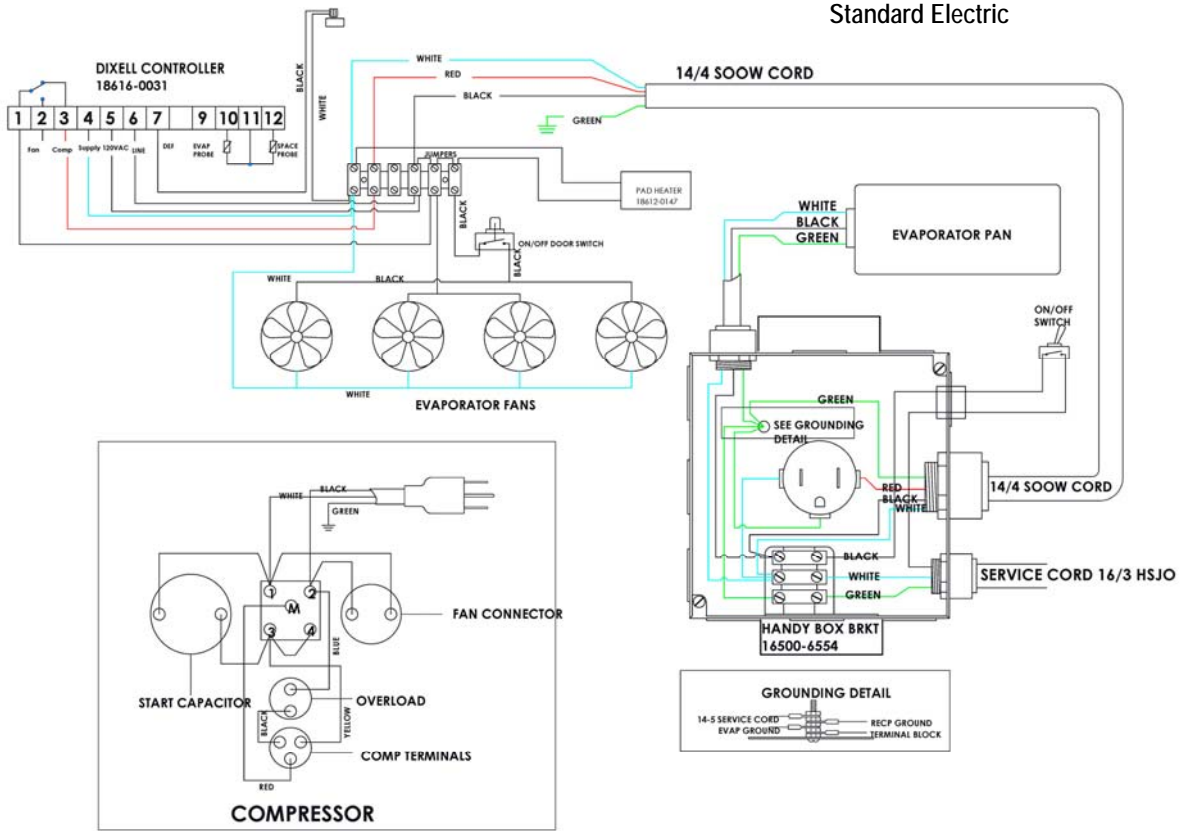 Standard Electric
DIXELL CONTROLLER
18616-0031
1 2 3 4 5 6 7 9 10 11 12
Fan Comp Supply 120VAC LINE DEF EVAP PROBE SPACE PROBE
BLACK
WHITE
WHITE
RED
BLACK
GREEN
14/4 SOOW CORD
JUMPERS
PAD HEATER
18612-0147
BLACK
ON/OFF DOOR SWITCH
BLACK
WHITE
BLACK
WHITE
EVAPORATOR FANS
WHITE
BLACK
GREEN
EVAPORATOR PAN
ON/OFF
SWITCH
GREEN
SEE GROUNDING
DETAIL
RED
BLACK
WHITE
14/4 SOOW CORD
BLACK
WHITE
GREEN
SERVICE CORD 16/3 HSJO
HANDY BOX BRKT
16500-6554
GROUNDING DETAIL
14-5 SERVICE CORD
EVAP GROUND
RECP GROUND
TERMINAL BLOCK
BLACK
WHITE
GREEN
1 2
M
3 4
FAN CONNECTOR
BLUE
START CAPACITOR
OVERLOAD
BLACK
YELLOW
COMP TERMINALS
RED
COMPRESSOR